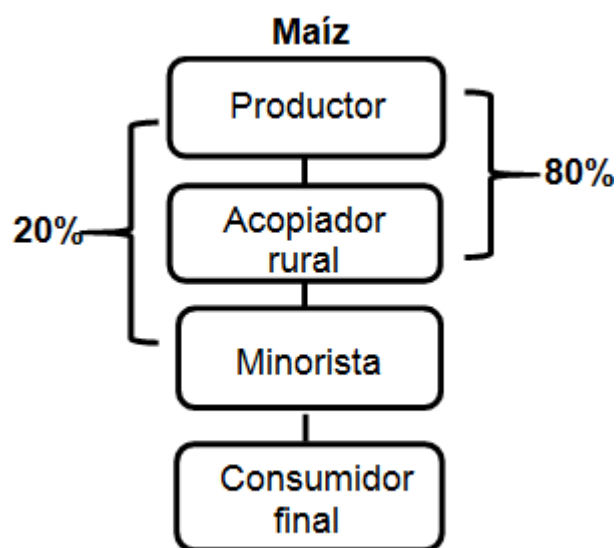 Maíz
Productor
80%
20%
Acopiador
rural
Minorista
Consumidor
final